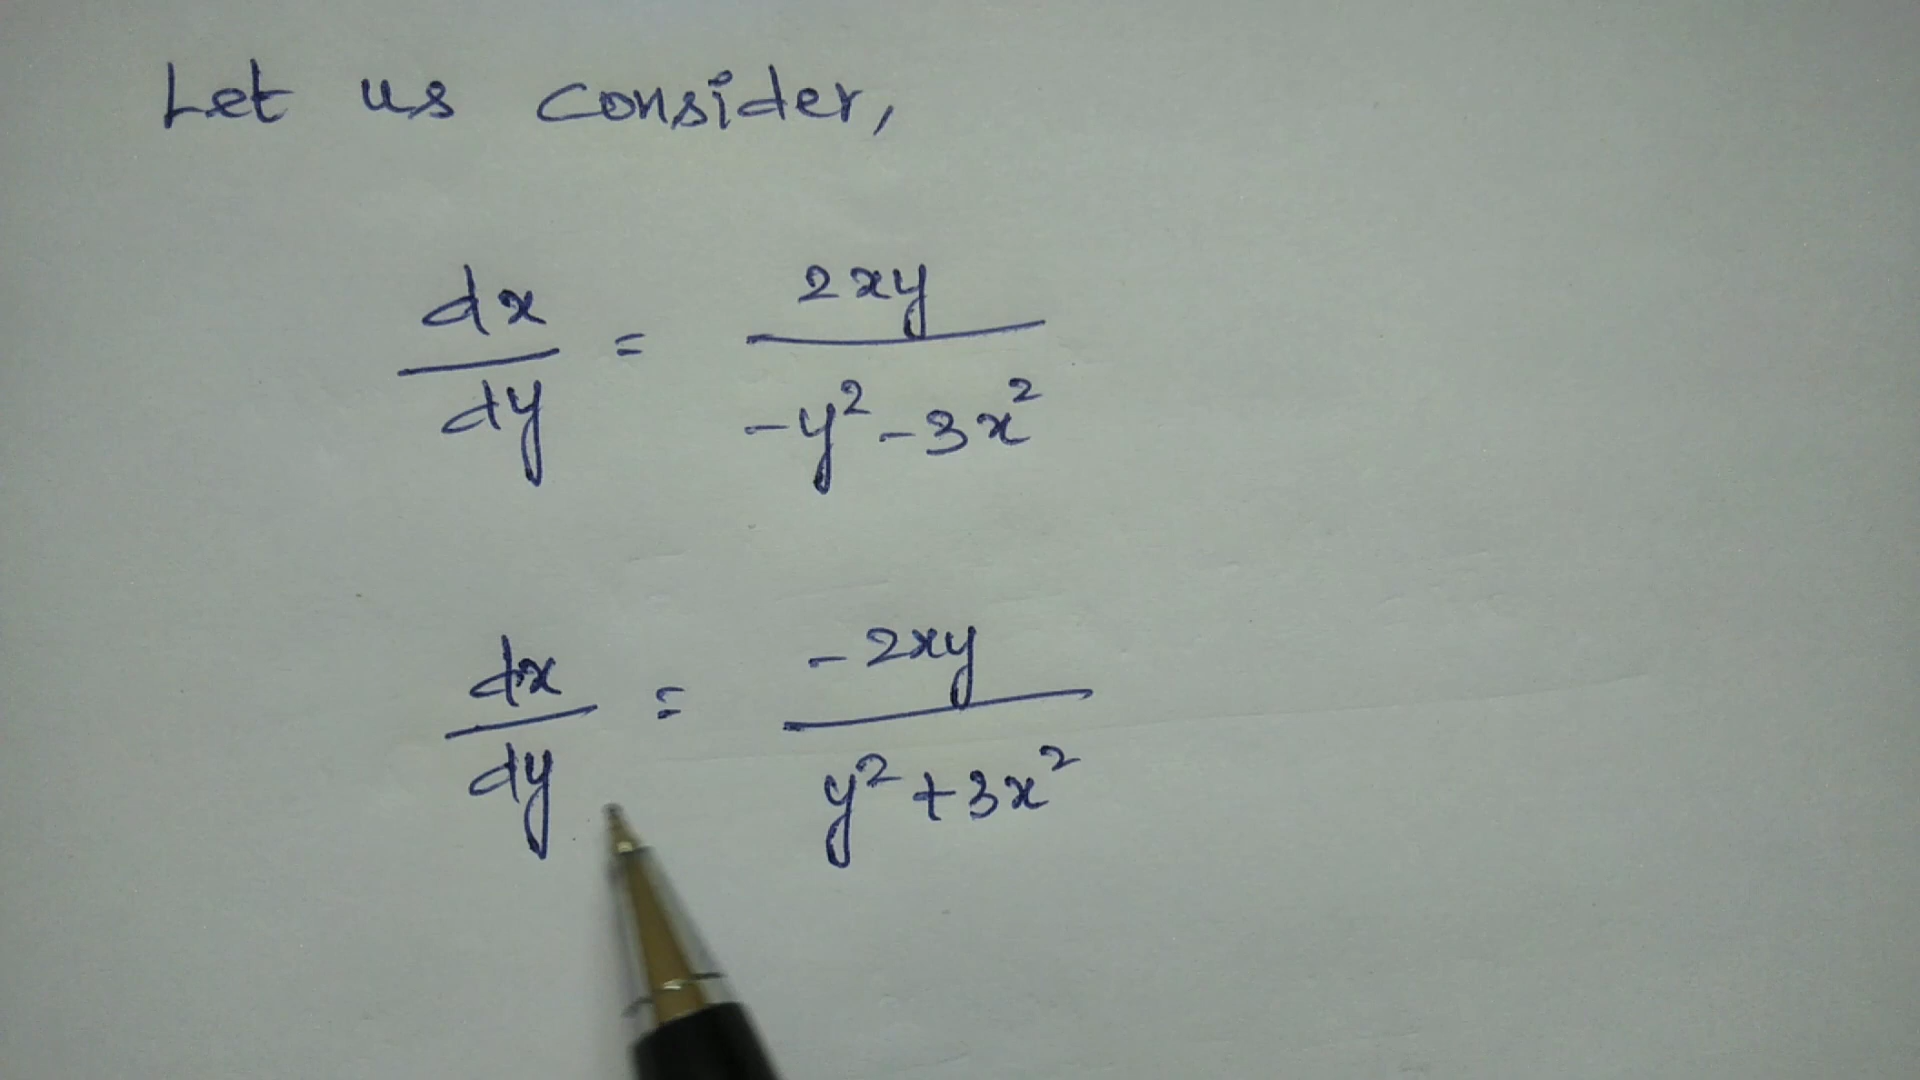 Let us consider,
dx/dy = 2xy/(-y² - 3x²)
dx/dy = -2xy/(y² + 3x²)